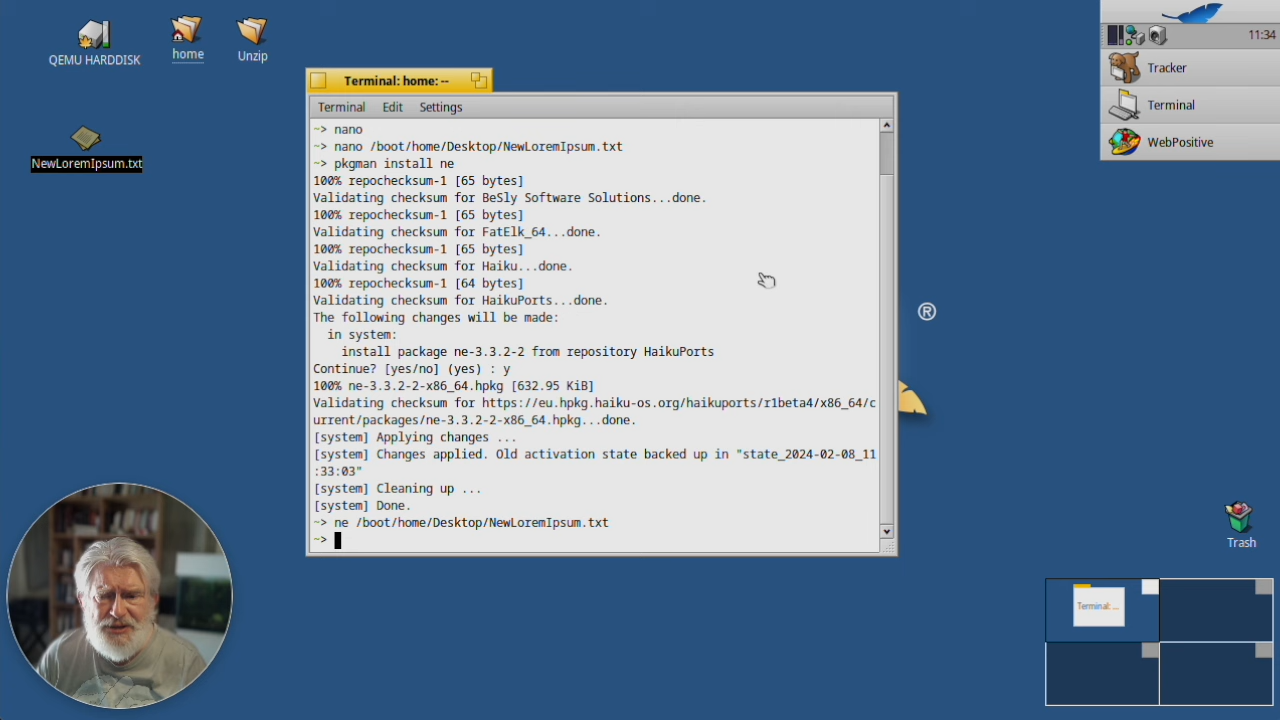 QEMU HARDDISK
home
Unzip
NewLoremIpsum.txt
Terminal: home: --
Terminal Edit Settings
~> nano
~> nano /boot/home/Desktop/NewLoremIpsum.txt
~> pkgman install ne
100% repochecksum-1 [65 bytes]
Validating checksum for BeSly Software Solutions...done.
100% repochecksum-1 [65 bytes]
Validating checksum for FatElk_64...done.
100% repochecksum-1 [65 bytes]
Validating checksum for Haiku...done.
100% repochecksum-1 [64 bytes]
Validating checksum for HaikuPorts...done.
The following changes will be made:
in system:
install package ne-3.3.2-2 from repository HaikuPorts
Continue? [yes/no] (yes) : y
100% ne-3.3.2-2-x86_64.hpkg [632.95 KiB]
Validating checksum for https://eu.hpkg.haiku-os.org/haikuports/r1beta4/x86_64/c
urrent/packages/ne-3.3.2-2-x86_64.hpkg...done.
[system] Applying changes ...
[system] Changes applied. Old activation state backed up in "state_2024-02-08_11
:33:03"
[system] Cleaning up ...
[system] Done.
~> ne /boot/home/Desktop/NewLoremIpsum.txt
~>
11:34
Tracker
Terminal
WebPositive
®
Trash
Terminal: ...